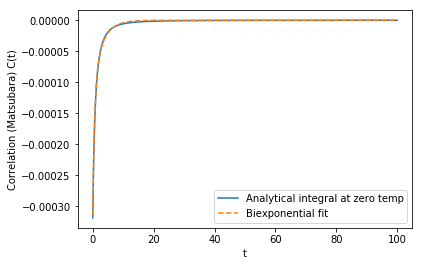 0.00000
−0.00005
−0.00010
−0.00015
−0.00020
−0.00025
−0.00030
Correlation (Matsubara) C(t)
Analytical integral at zero temp
Biexponential fit
0 20 40 60 80 100
t